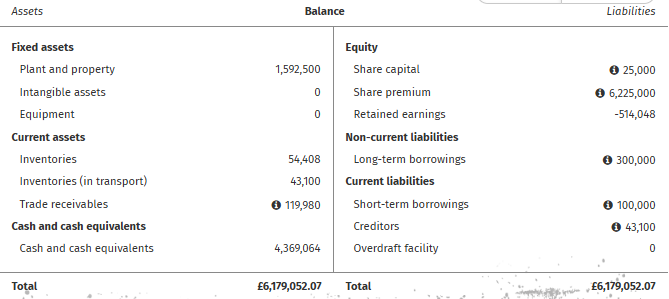 Assets Balance Liabilities
Fixed assets Equity
Plant and property 1,592,500 Share capital 25,000
Intangible assets 0 Share premium 6,225,000
Equipment 0 Retained earnings -514,048
Current assets Non-current liabilities
Inventories 54,408 Long-term borrowings 300,000
Inventories (in transport) 43,100 Current liabilities
Trade receivables 119,980 Short-term borrowings 100,000
Cash and cash equivalents Creditors 43,100
Cash and cash equivalents 4,369,064 Overdraft facility 0
Total £6,179,052.07 Total £6,179,052.07